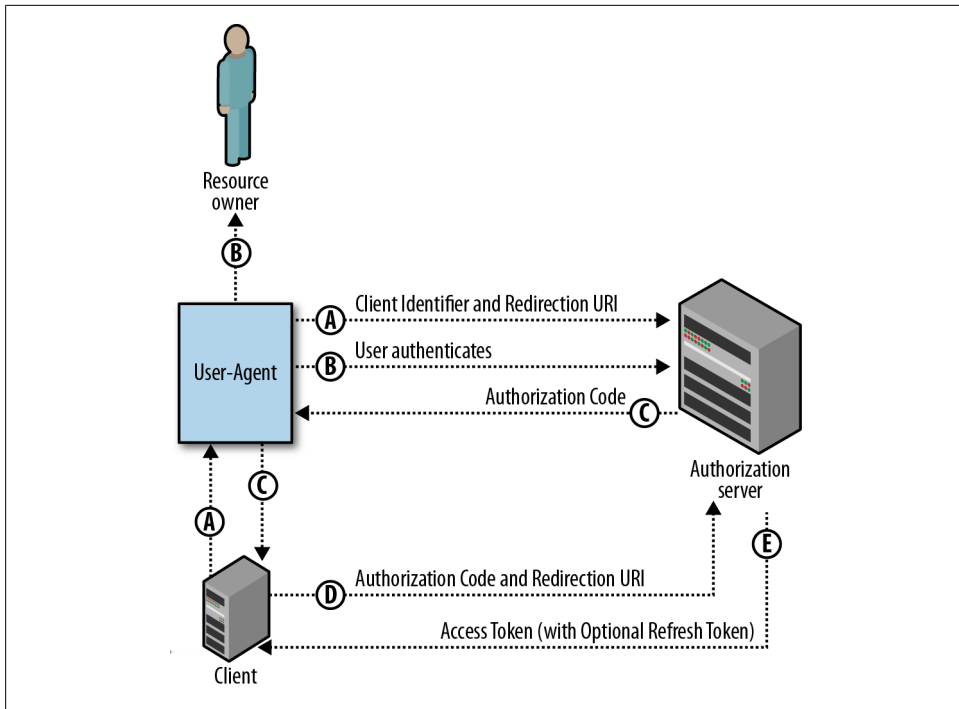 Resource
owner
B
A Client Identifier and Redirection URI
B User authenticates
User-Agent
Authorization Code C
Authorization
server
C
A
E
D Authorization Code and Redirection URI
Access Token (with Optional Refresh Token)
Client